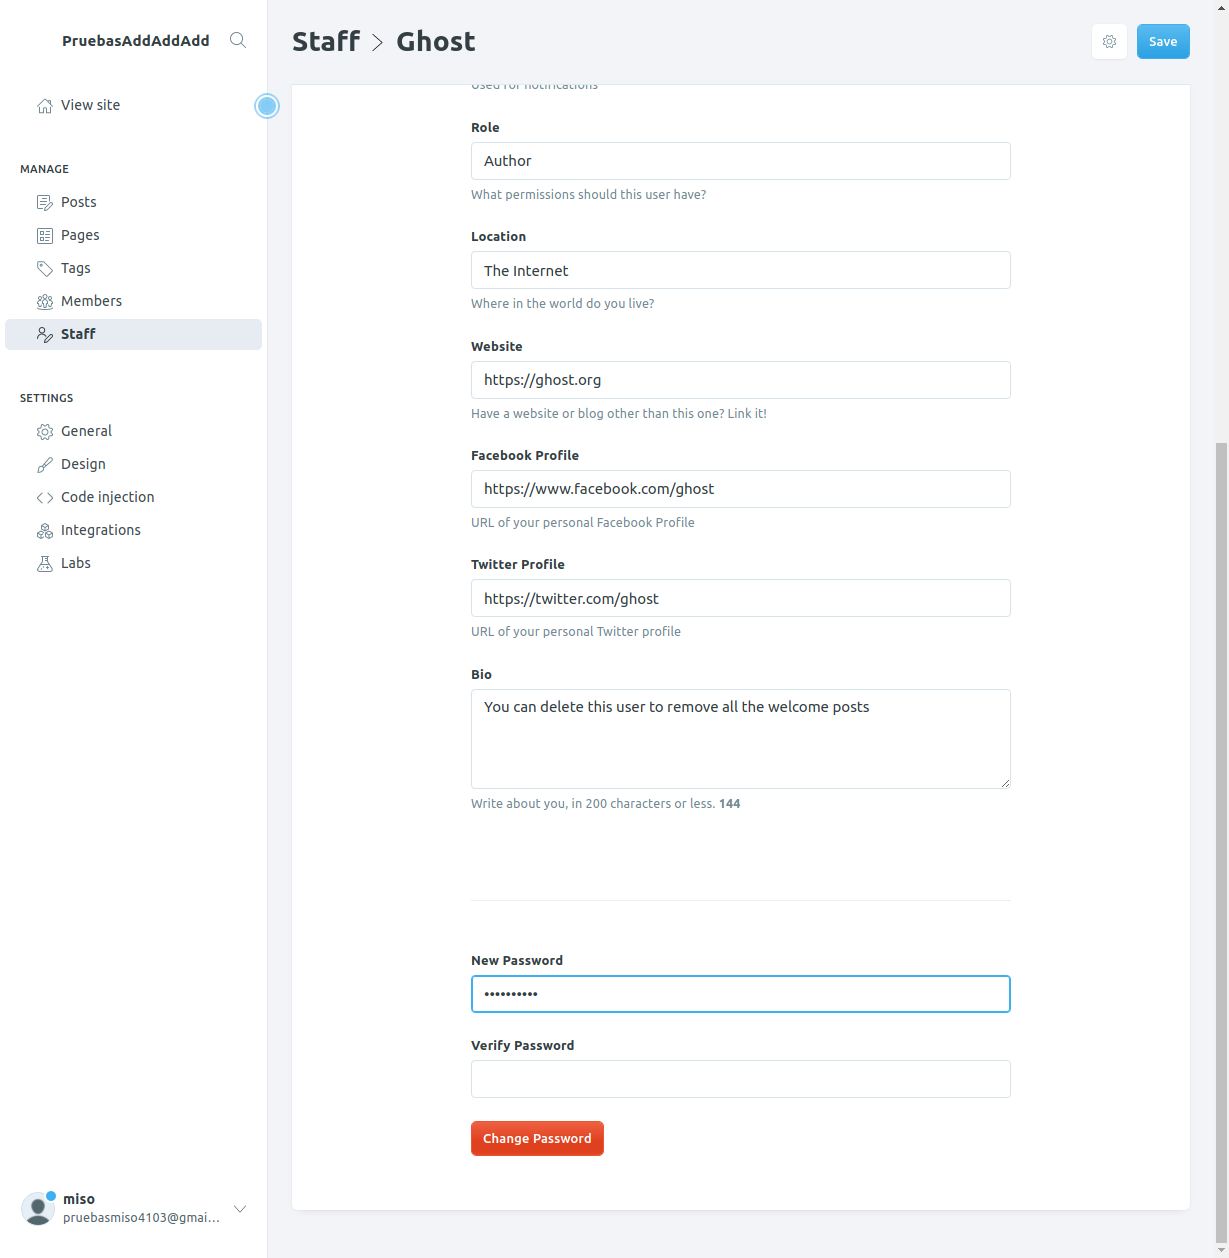 PruebasAddAddAdd
View site
MANAGE
Posts
Pages
Tags
Members
Staff
SETTINGS
General
Design
Code injection
Integrations
Labs
miso
pruebasmiso4103@gmai...
Staff > Ghost
Save
Used for notifications
Role
Author
What permissions should this user have?
Location
The Internet
Where in the world do you live?
Website
https://ghost.org
Have a website or blog other than this one? Link it!
Facebook Profile
https://www.facebook.com/ghost
URL of your personal Facebook Profile
Twitter Profile
https://twitter.com/ghost
URL of your personal Twitter profile
Bio
You can delete this user to remove all the welcome posts
Write about you, in 200 characters or less. 144
New Password
••••••••••
Verify Password
Change Password